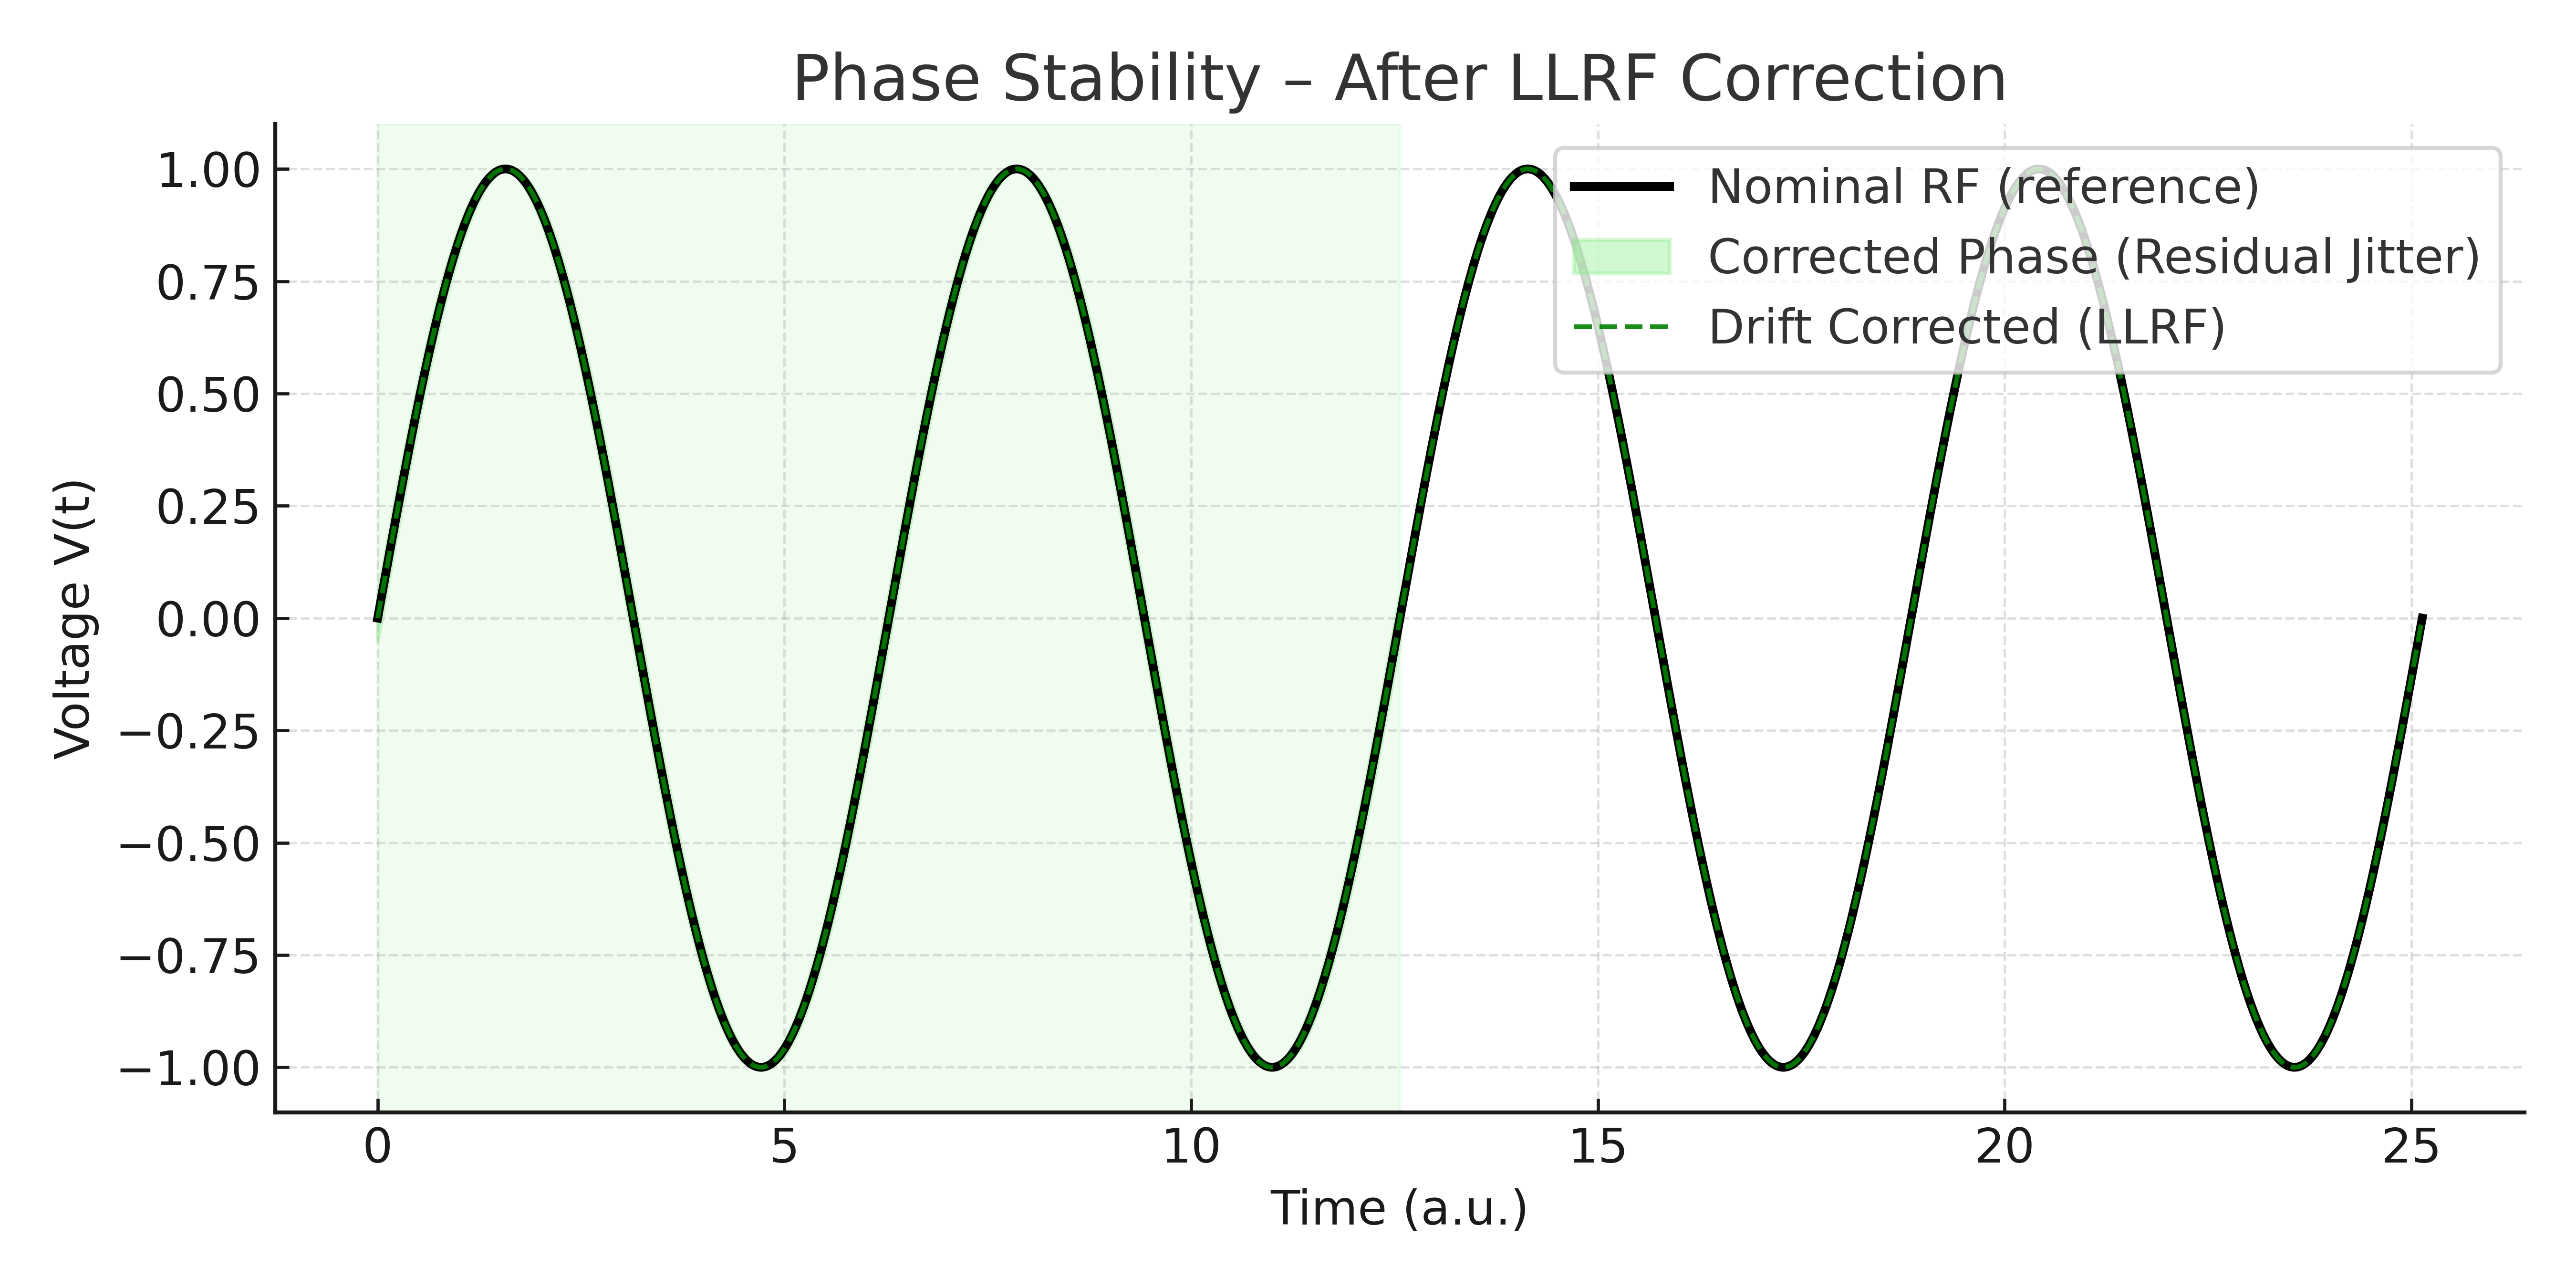 Phase Stability – After LLRF Correction
Nominal RF (reference)
Corrected Phase (Residual Jitter)
Drift Corrected (LLRF)
Voltage V(t)
1.00
0.75
0.50
0.25
0.00
−0.25
−0.50
−0.75
−1.00
0 5 10 15 20 25
Time (a.u.)